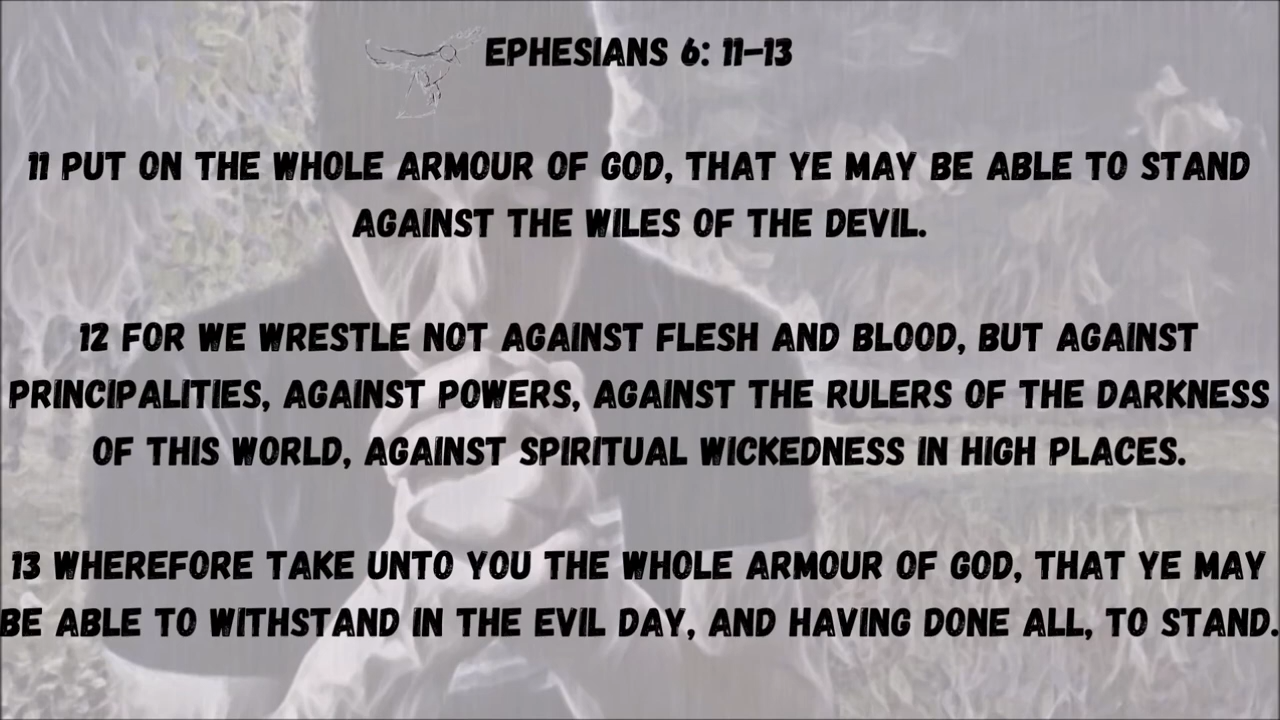 EPHESIANS 6: 11–13
11 PUT ON THE WHOLE ARMOUR OF GOD, THAT YE MAY BE ABLE TO STAND
AGAINST THE WILES OF THE DEVIL.
12 FOR WE WRESTLE NOT AGAINST FLESH AND BLOOD, BUT AGAINST
PRINCIPALITIES, AGAINST POWERS, AGAINST THE RULERS OF THE DARKNESS
OF THIS WORLD, AGAINST SPIRITUAL WICKEDNESS IN HIGH PLACES.
13 WHEREFORE TAKE UNTO YOU THE WHOLE ARMOUR OF GOD, THAT YE MAY
BE ABLE TO WITHSTAND IN THE EVIL DAY, AND HAVING DONE ALL, TO STAND.